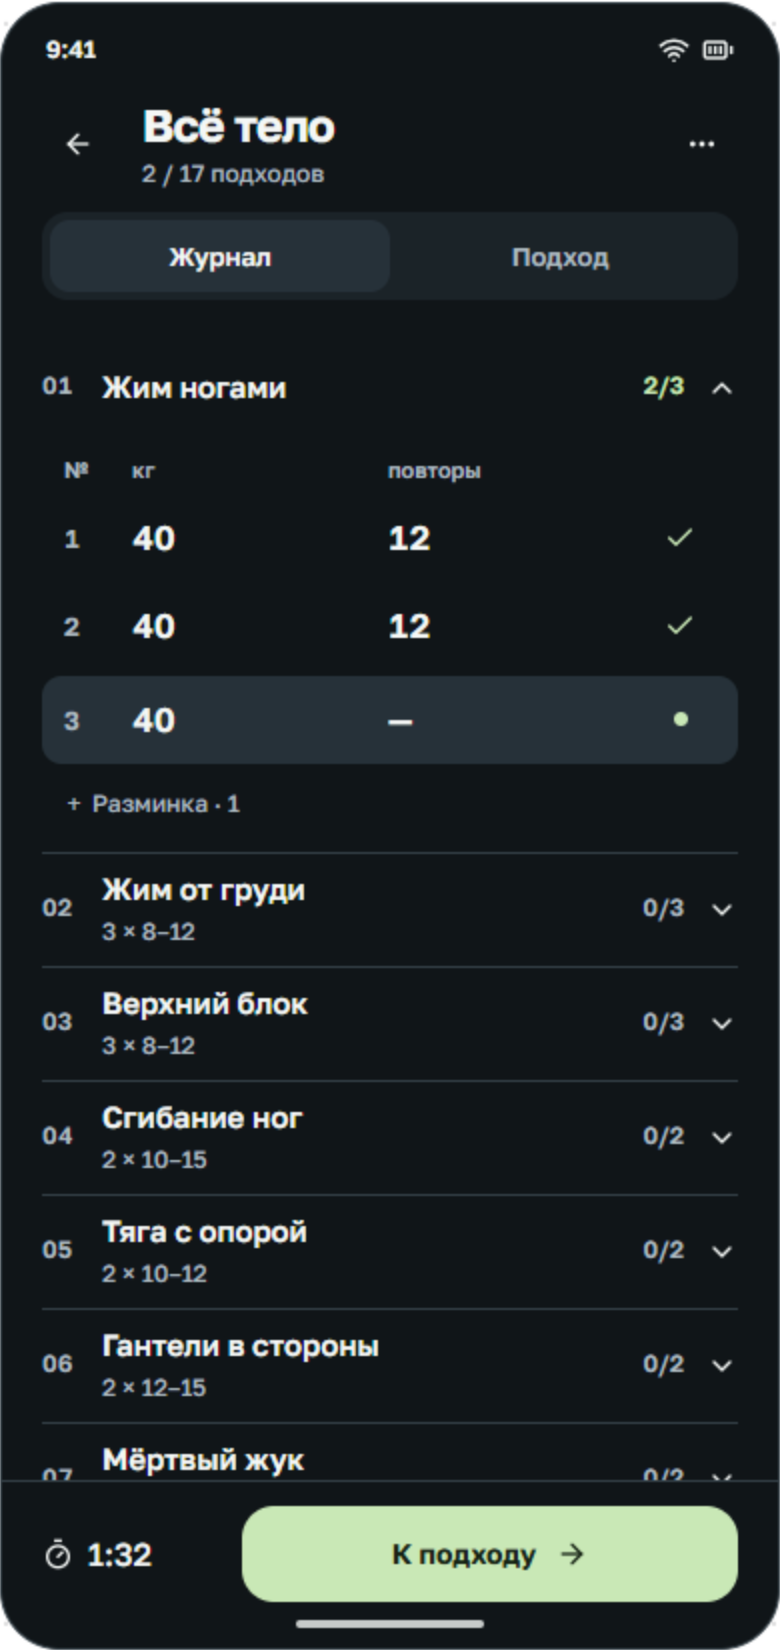 9:41
Всё тело
2 / 17 подходов
Журнал Подход
01 Жим ногами 2/3
№ кг повторы
1 40 12
2 40 12
3 40 —
+ Разминка · 1
02 Жим от груди 0/3
3 × 8–12
03 Верхний блок 0/3
3 × 8–12
04 Сгибание ног 0/2
2 × 10–15
05 Тяга с опорой 0/2
2 × 10–12
06 Гантели в стороны 0/2
2 × 12–15
07 Мёртвый жук 0/2
1:32 К подходу →